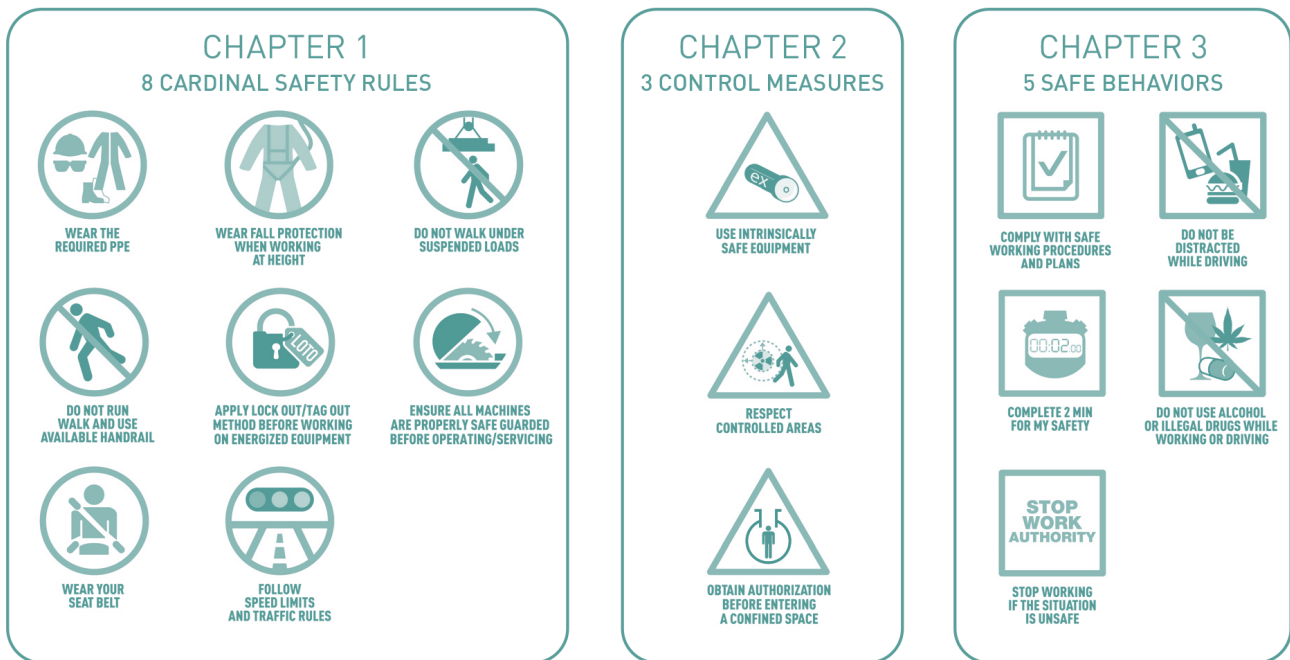 CHAPTER 1
8 CARDINAL SAFETY RULES
WEAR THE
REQUIRED PPE
WEAR FALL PROTECTION
WHEN WORKING
AT HEIGHT
DO NOT WALK UNDER
SUSPENDED LOADS
DO NOT RUN
WALK AND USE
AVAILABLE HANDRAIL
LOTO
APPLY LOCK OUT/TAG OUT
METHOD BEFORE WORKING
ON ENERGIZED EQUIPMENT
ENSURE ALL MACHINES
ARE PROPERLY SAFE GUARDED
BEFORE OPERATING/SERVICING
WEAR YOUR
SEAT BELT
FOLLOW
SPEED LIMITS
AND TRAFFIC RULES
CHAPTER 2
3 CONTROL MEASURES
ex
USE INTRINSICALLY
SAFE EQUIPMENT
RESPECT
CONTROLLED AREAS
OBTAIN AUTHORIZATION
BEFORE ENTERING
A CONFINED SPACE
CHAPTER 3
5 SAFE BEHAVIORS
COMPLY WITH SAFE
WORKING PROCEDURES
AND PLANS
DO NOT BE
DISTRACTED
WHILE DRIVING
00:02:00
COMPLETE 2 MIN
FOR MY SAFETY
DO NOT USE ALCOHOL
OR ILLEGAL DRUGS WHILE
WORKING OR DRIVING
STOP
WORK
AUTHORITY
STOP WORKING
IF THE SITUATION
IS UNSAFE